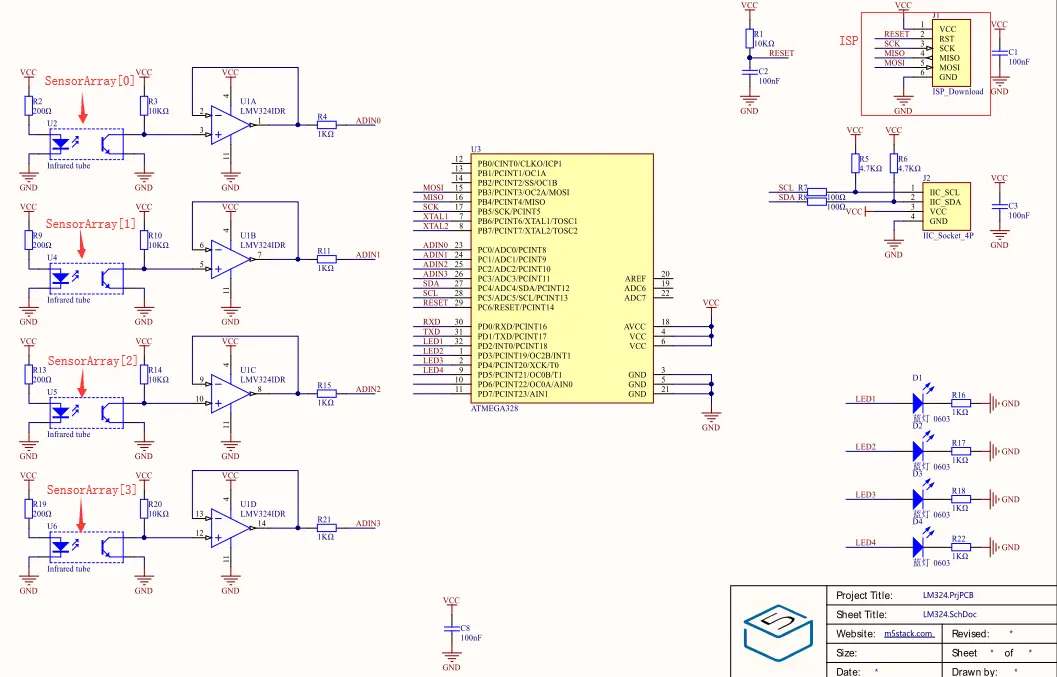 VCC
SensorArray[0]
VCC
R2
200Ω
R3
10KΩ
U2
Infrared tube
GND
GND
VCC
4
U1A
LMV324IDR
2
3
1
11
GND
R4
1KΩ
ADIN0
VCC
SensorArray[1]
VCC
R9
200Ω
R10
10KΩ
U4
Infrared tube
GND
GND
VCC
4
U1B
LMV324IDR
6
5
7
11
GND
R11
1KΩ
ADIN1
VCC
SensorArray[2]
VCC
R13
200Ω
R14
10KΩ
U5
Infrared tube
GND
GND
VCC
4
U1C
LMV324IDR
9
10
8
11
GND
R15
1KΩ
ADIN2
VCC
SensorArray[3]
VCC
R19
200Ω
R20
10KΩ
U6
Infrared tube
GND
GND
VCC
4
U1D
LMV324IDR
13
12
14
11
GND
R21
1KΩ
ADIN3
VCC
C8
100nF
GND
U3
12 PB0/CINT0/CLKO/ICP1
13 PB1/PCINT1/OC1A
14 PB2/PCINT2/SS/OC1B
MOSI 15 PB3/PCINT3/OC2A/MOSI
MISO 16 PB4/PCINT4/MISO
SCK 17 PB5/SCK/PCINT5
XTAL1 7 PB6/PCINT6/XTAL1/TOSC1
XTAL2 8 PB7/PCINT7/XTAL2/TOSC2
ADIN0 23 PC0/ADC0/PCINT8
ADIN1 24 PC1/ADC1/PCINT9
ADIN2 25 PC2/ADC2/PCINT10
ADIN3 26 PC3/ADC3/PCINT11
SDA 27 PC4/ADC4/SDA/PCINT12
SCL 28 PC5/ADC5/SCL/PCINT13
RESET 29 PC6/RESET/PCINT14
RXD 30 PD0/RXD/PCINT16
TXD 31 PD1/TXD/PCINT17
LED1 32 PD2/INT0/PCINT18
LED2 1 PD3/PCINT19/OC2B/INT1
LED3 2 PD4/PCINT20/XCK/T0
LED4 9 PD5/PCINT21/OC0B/T1
10 PD6/PCINT22/OC0A/AIN0
11 PD7/PCINT23/AIN1
AREF 20
ADC6 19
ADC7 22
AVCC 18
VCC 4
VCC 6
GND 3
GND 5
GND 21
VCC
GND
ATMEGA328
VCC
R1
10KΩ
RESET
C2
100nF
GND
ISP
VCC
J1
1 VCC
RESET 2 RST
SCK 3 SCK
MISO 4 MISO
MOSI 5 MOSI
6 GND
ISP_Download
GND
VCC
C1
100nF
GND
VCC
VCC
R5
4.7KΩ
R6
4.7KΩ
SCL R7
100Ω
SDA R8
100Ω
VCC
J2
1 IIC_SCL
2 IIC_SDA
3 VCC
4 GND
IIC_Socket_4P
GND
VCC
C3
100nF
GND
LED1
D1
蓝灯 0603
R16
1KΩ
GND
LED2
D2
蓝灯 0603
R17
1KΩ
GND
LED3
D3
蓝灯 0603
R18
1KΩ
GND
LED4
D4
蓝灯 0603
R22
1KΩ
GND
5
Project Title: LM324.PrjPCB
Sheet Title: LM324.SchDoc
Website: m5stack.com Revised: *
Size: Sheet * of *
Date: * Drawn by: *